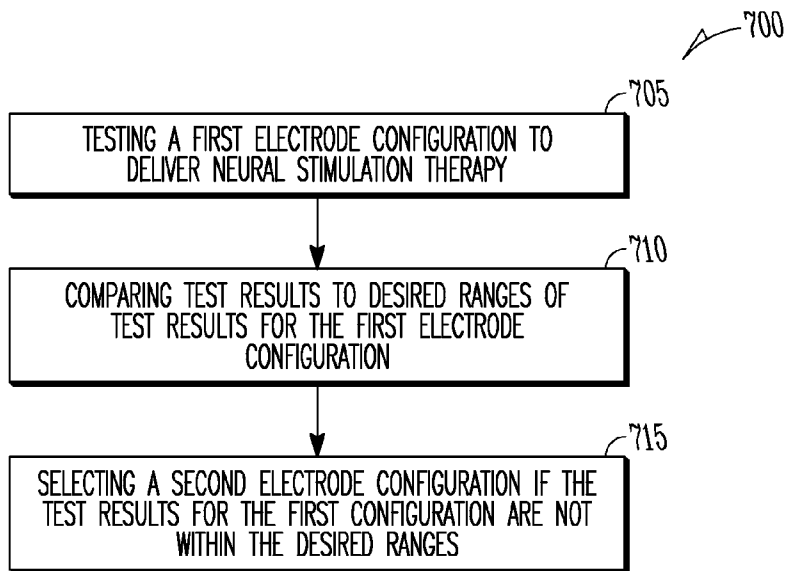 700
705
TESTING A FIRST ELECTRODE CONFIGURATION TO
DELIVER NEURAL STIMULATION THERAPY
710
COMPARING TEST RESULTS TO DESIRED RANGES OF
TEST RESULTS FOR THE FIRST ELECTRODE
CONFIGURATION
715
SELECTING A SECOND ELECTRODE CONFIGURATION IF THE
TEST RESULTS FOR THE FIRST CONFIGURATION ARE NOT
WITHIN THE DESIRED RANGES